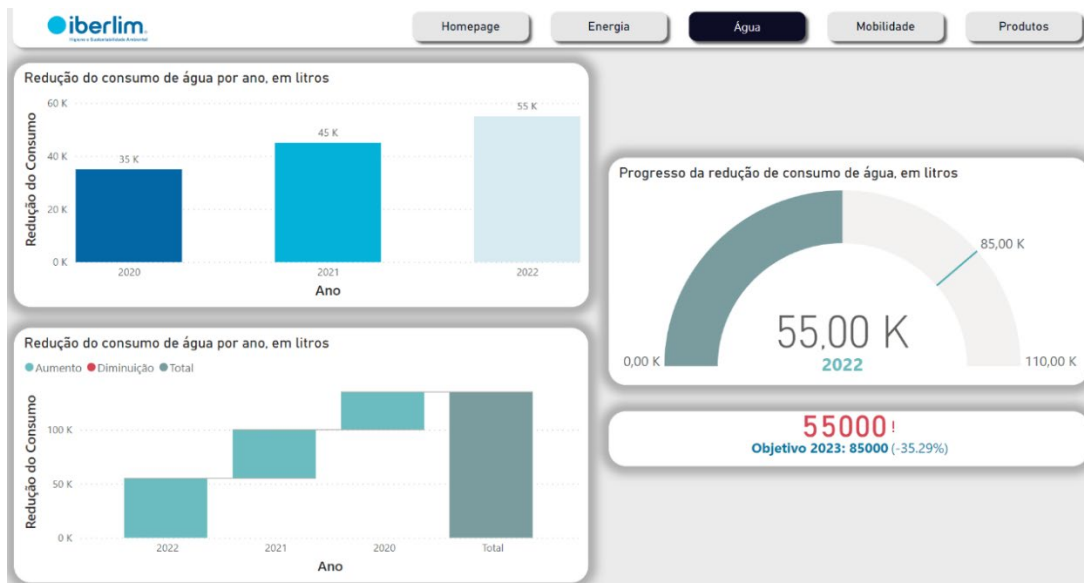 iberlim.
Higiene e Sustentabilidade Ambiental
Homepage
Energia
Água
Mobilidade
Produtos
Redução do consumo de água por ano, em litros
Redução do Consumo
60 K
40 K
20 K
0 K
35 K
45 K
55 K
2020
2021
2022
Ano
Progresso da redução de consumo de água, em litros
85,00 K
55,00 K
2022
0,00 K
110,00 K
Redução do consumo de água por ano, em litros
Aumento Diminuição Total
Redução do Consumo
100 K
50 K
0 K
2022
2021
2020
Total
Ano
55000!
Objetivo 2023: 85000 (-35.29%)